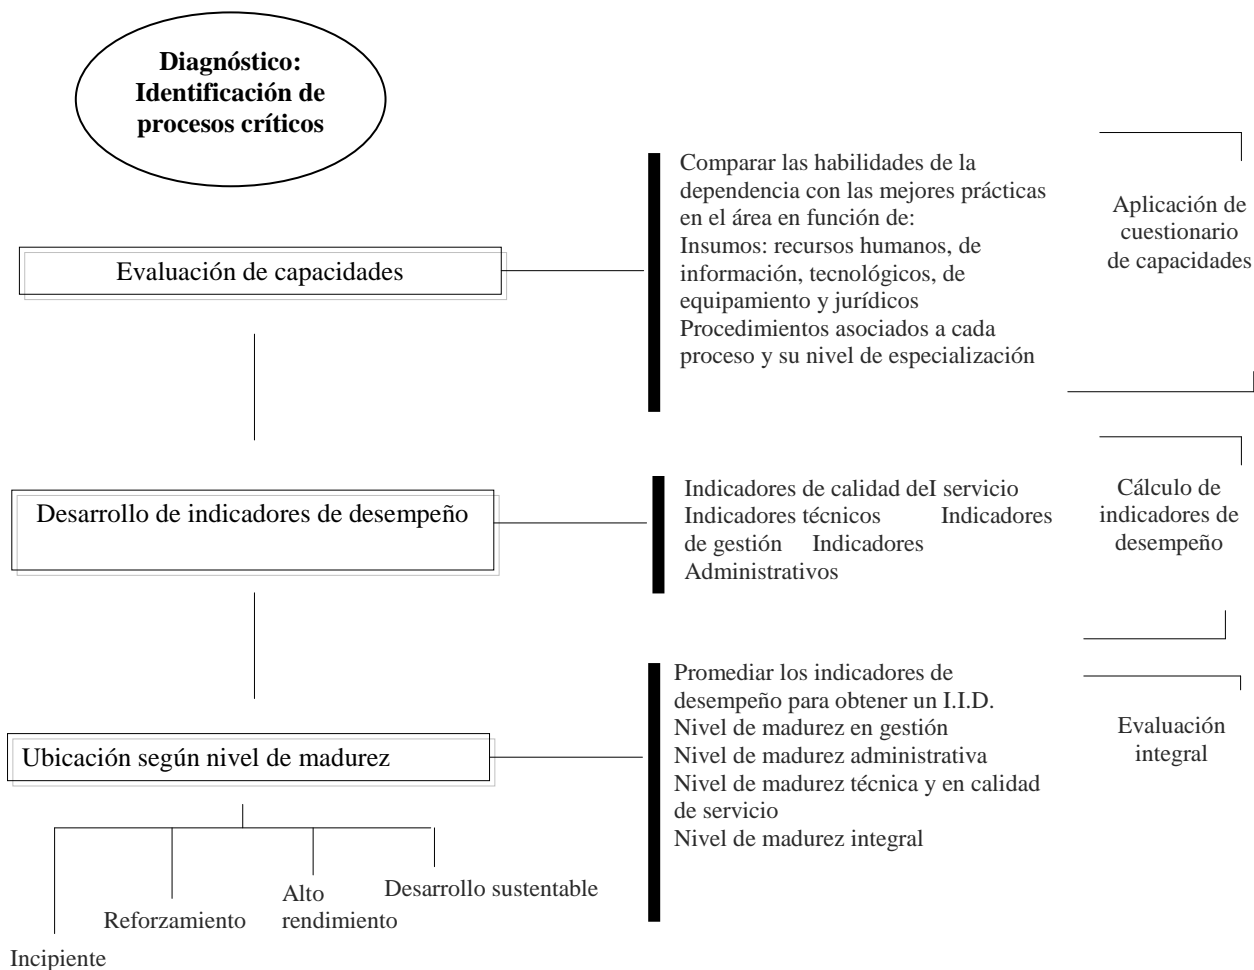 Diagnóstico:
Identificación de
procesos críticos
Evaluación de capacidades
Comparar las habilidades de la
dependencia con las mejores prácticas
en el área en función de:
Insumos: recursos humanos, de
información, tecnológicos, de
equipamiento y jurídicos
Procedimientos asociados a cada
proceso y su nivel de especialización
Aplicación de
cuestionario
de capacidades
Desarrollo de indicadores de desempeño
Indicadores de calidad deI servicio
Indicadores técnicos Indicadores
de gestión Indicadores
Administrativos
Cálculo de
indicadores de
desempeño
Ubicación según nivel de madurez
Promediar los indicadores de
desempeño para obtener un I.I.D.
Nivel de madurez en gestión
Nivel de madurez administrativa
Nivel de madurez técnica y en calidad
de servicio
Nivel de madurez integral
Evaluación
integral
Incipiente
Reforzamiento
Alto
rendimiento
Desarrollo sustentable